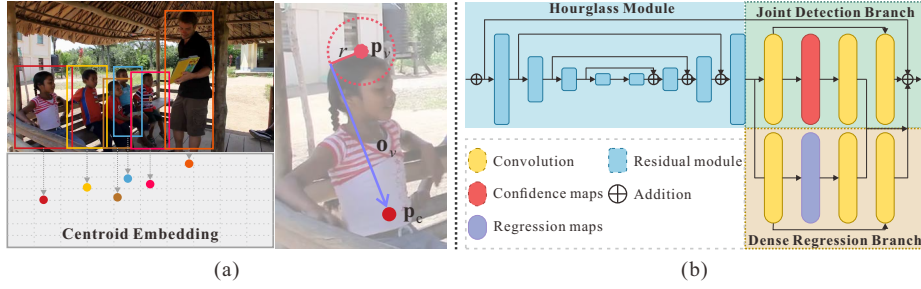 Centroid Embedding
r
p_v
o_v
p_c
(a)
Hourglass Module
Joint Detection Branch
Convolution
Residual module
Confidence maps
Addition
Regression maps
Dense Regression Branch
(b)